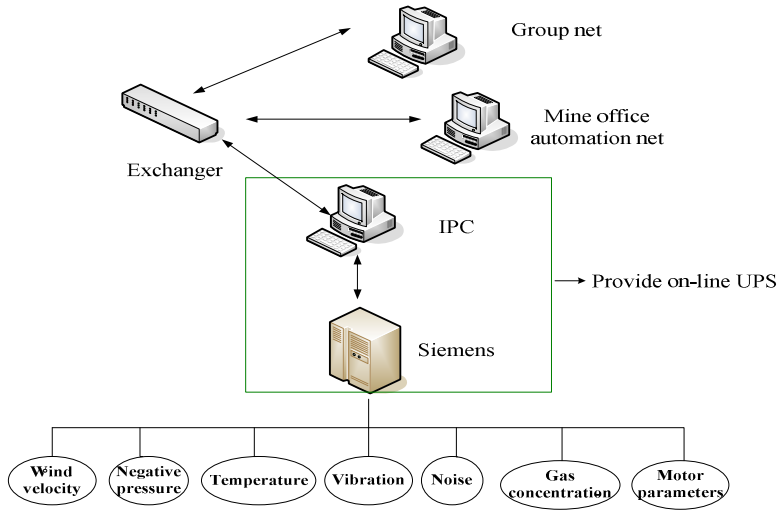 Group net
Mine office
automation net
Exchanger
IPC
Provide on-line UPS
Siemens
Wind
velocity
Negative
pressure
Temperature
Vibration
Noise
Gas
concentration
Motor
parameters